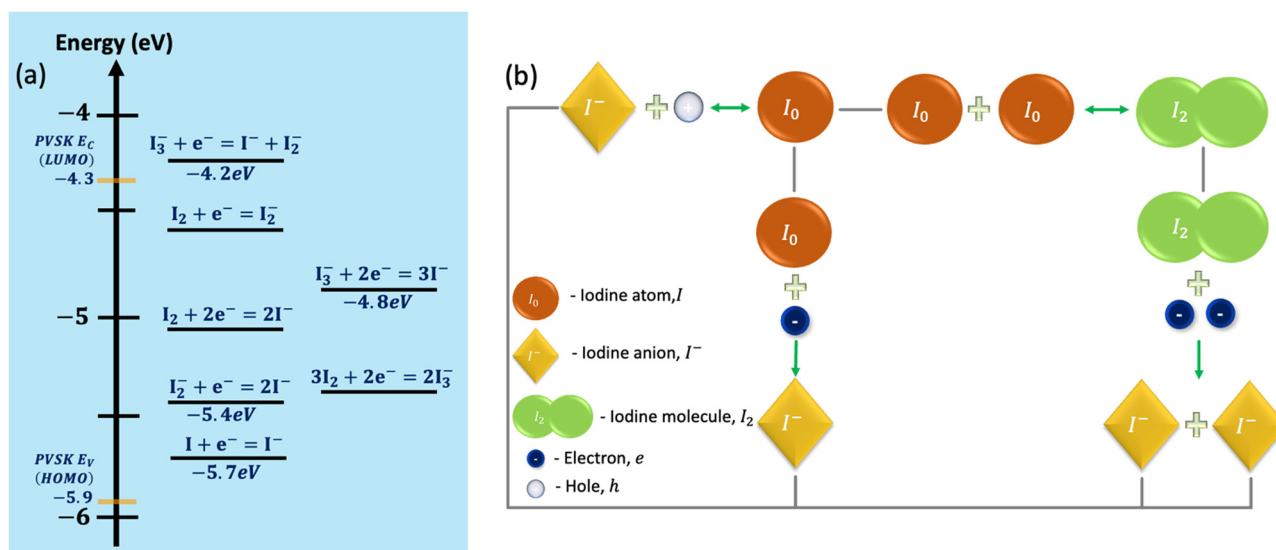 Energy (eV)
(a)
−4
PVSK E_C
(LUMO)
−4.3
I₃⁻ + e⁻ = I⁻ + I₂⁻
−4.2eV
I₂ + e⁻ = I₂⁻
I₃⁻ + 2e⁻ = 3I⁻
−4.8eV
−5
I₂ + 2e⁻ = 2I⁻
I₂⁻ + e⁻ = 2I⁻
−5.4eV
3I₂ + 2e⁻ = 2I₃⁻
I + e⁻ = I⁻
−5.7eV
PVSK E_V
(HOMO)
−5.9
−6
(b)
I⁻ + + I₀ I₀ + I₀ I₂
I₀ I₂
+ +
- - -
I⁻ I⁻ + I⁻
I₀ - Iodine atom,I
I⁻ - Iodine anion, I⁻
I₂ - Iodine molecule, I₂
- - Electron, e
+ - Hole, h